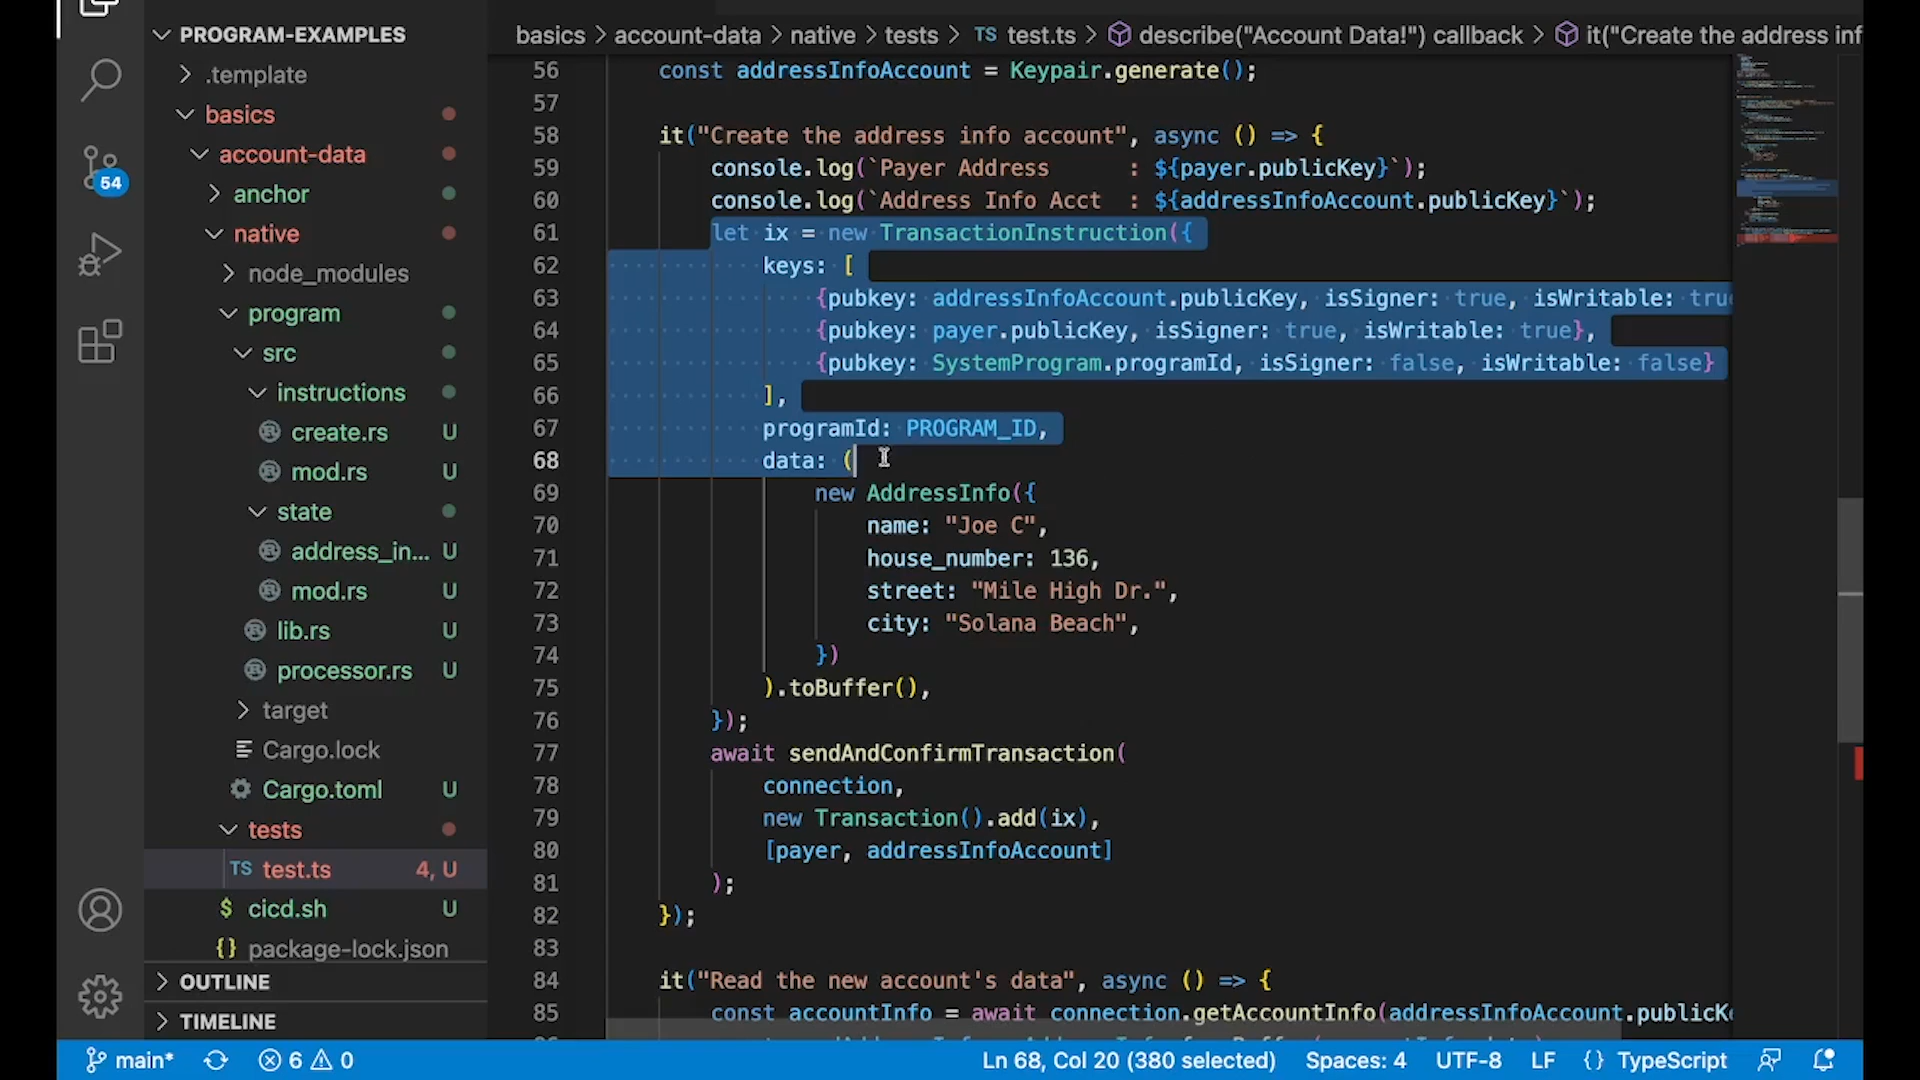 PROGRAM-EXAMPLES
.template
basics
account-data
anchor
native
node_modules
program
src
instructions
create.rs U
mod.rs U
state
address_in... U
mod.rs U
lib.rs U
processor.rs U
target
Cargo.lock
Cargo.toml U
tests
TS test.ts 4, U
$ cicd.sh U
{} package-lock.json
OUTLINE
TIMELINE
54
basics > account-data > native > tests > TS test.ts > describe("Account Data!") callback > it("Create the address inf
56 const addressInfoAccount = Keypair.generate();
57
58 it("Create the address info account", async () => {
59 console.log(`Payer Address      : ${payer.publicKey}`);
60 console.log(`Address Info Acct  : ${addressInfoAccount.publicKey}`);
61 let ix = new TransactionInstruction({
62 keys: [
63 {pubkey: addressInfoAccount.publicKey, isSigner: true, isWritable: tru
64 {pubkey: payer.publicKey, isSigner: true, isWritable: true},
65 {pubkey: SystemProgram.programId, isSigner: false, isWritable: false}
66 ],
67 programId: PROGRAM_ID,
68 data: (
69 new AddressInfo({
70 name: "Joe C",
71 house_number: 136,
72 street: "Mile High Dr.",
73 city: "Solana Beach",
74 })
75 ).toBuffer(),
76 });
77 await sendAndConfirmTransaction(
78 connection,
79 new Transaction().add(ix),
80 [payer, addressInfoAccount]
81 );
82 });
83
84 it("Read the new account's data", async () => {
85 const accountInfo = await connection.getAccountInfo(addressInfoAccount.publicK
main* 6 0 Ln 68, Col 20 (380 selected) Spaces: 4 UTF-8 LF {} TypeScript